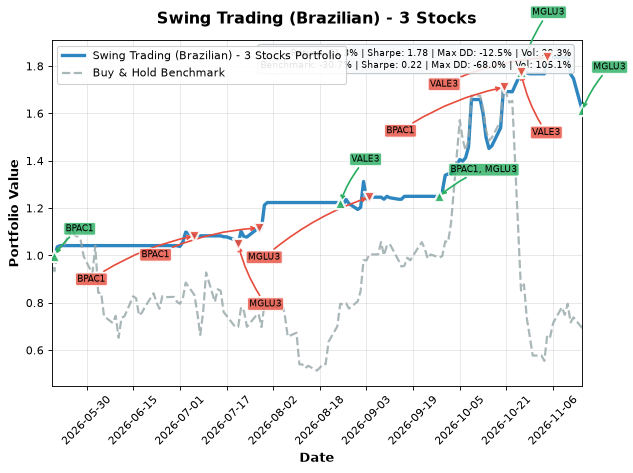 Swing Trading (Brazilian) - 3 Stocks
MGLU3
Swing Trading (Brazilian) - 3 Stocks Portfolio
Buy & Hold Benchmark
| Sharpe: 1.78 | Max DD: -12.5% | Vol:
| Sharpe: 0.22 | Max DD: -68.0% | Vol: 105.1%
MGLU3
VALE3
BPAC1
VALE3
VALE3
BPAC1, MGLU3
BPAC1
BPAC1
MGLU3
BPAC1
MGLU3
Portfolio Value
1.8
1.6
1.4
1.2
1.0
0.8
0.6
2026-05-30
2026-06-15
2026-07-01
2026-07-17
2026-08-02
2026-08-18
2026-09-03
2026-09-19
2026-10-05
2026-10-21
2026-11-06
Date